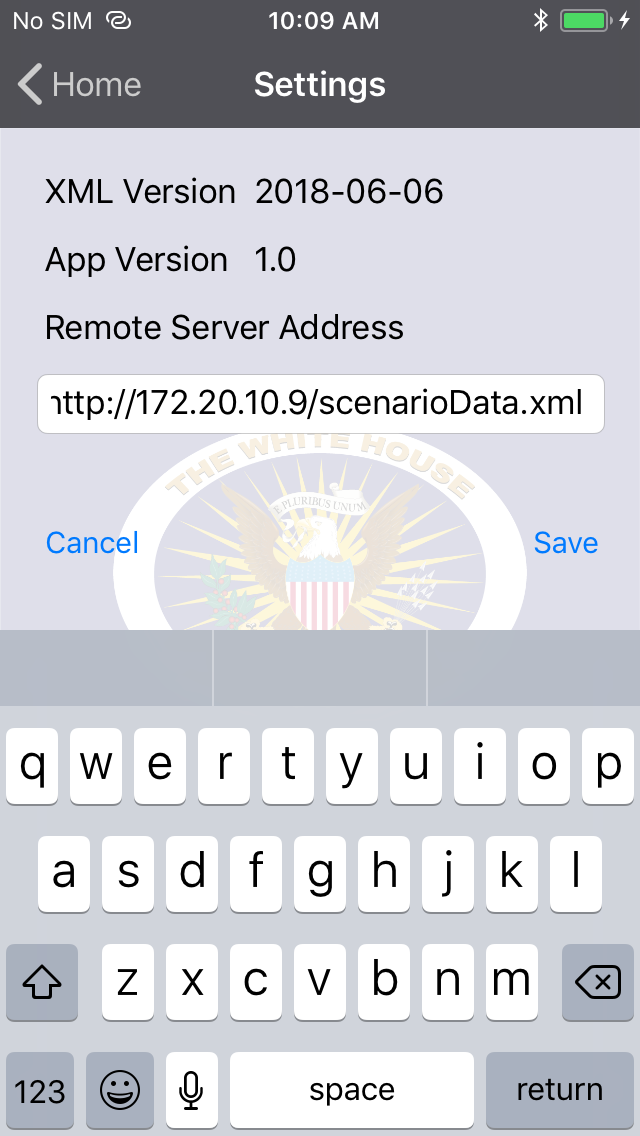 No SIM 10:09 AM
Home Settings
XML Version 2018-06-06
App Version 1.0
Remote Server Address
http://172.20.10.9/scenarioData.xml
THE WHITE HOUSE
E PLURIBUS UNUM
Cancel Save
q w e r t y u i o p
a s d f g h j k l
z x c v b n m
123 space return